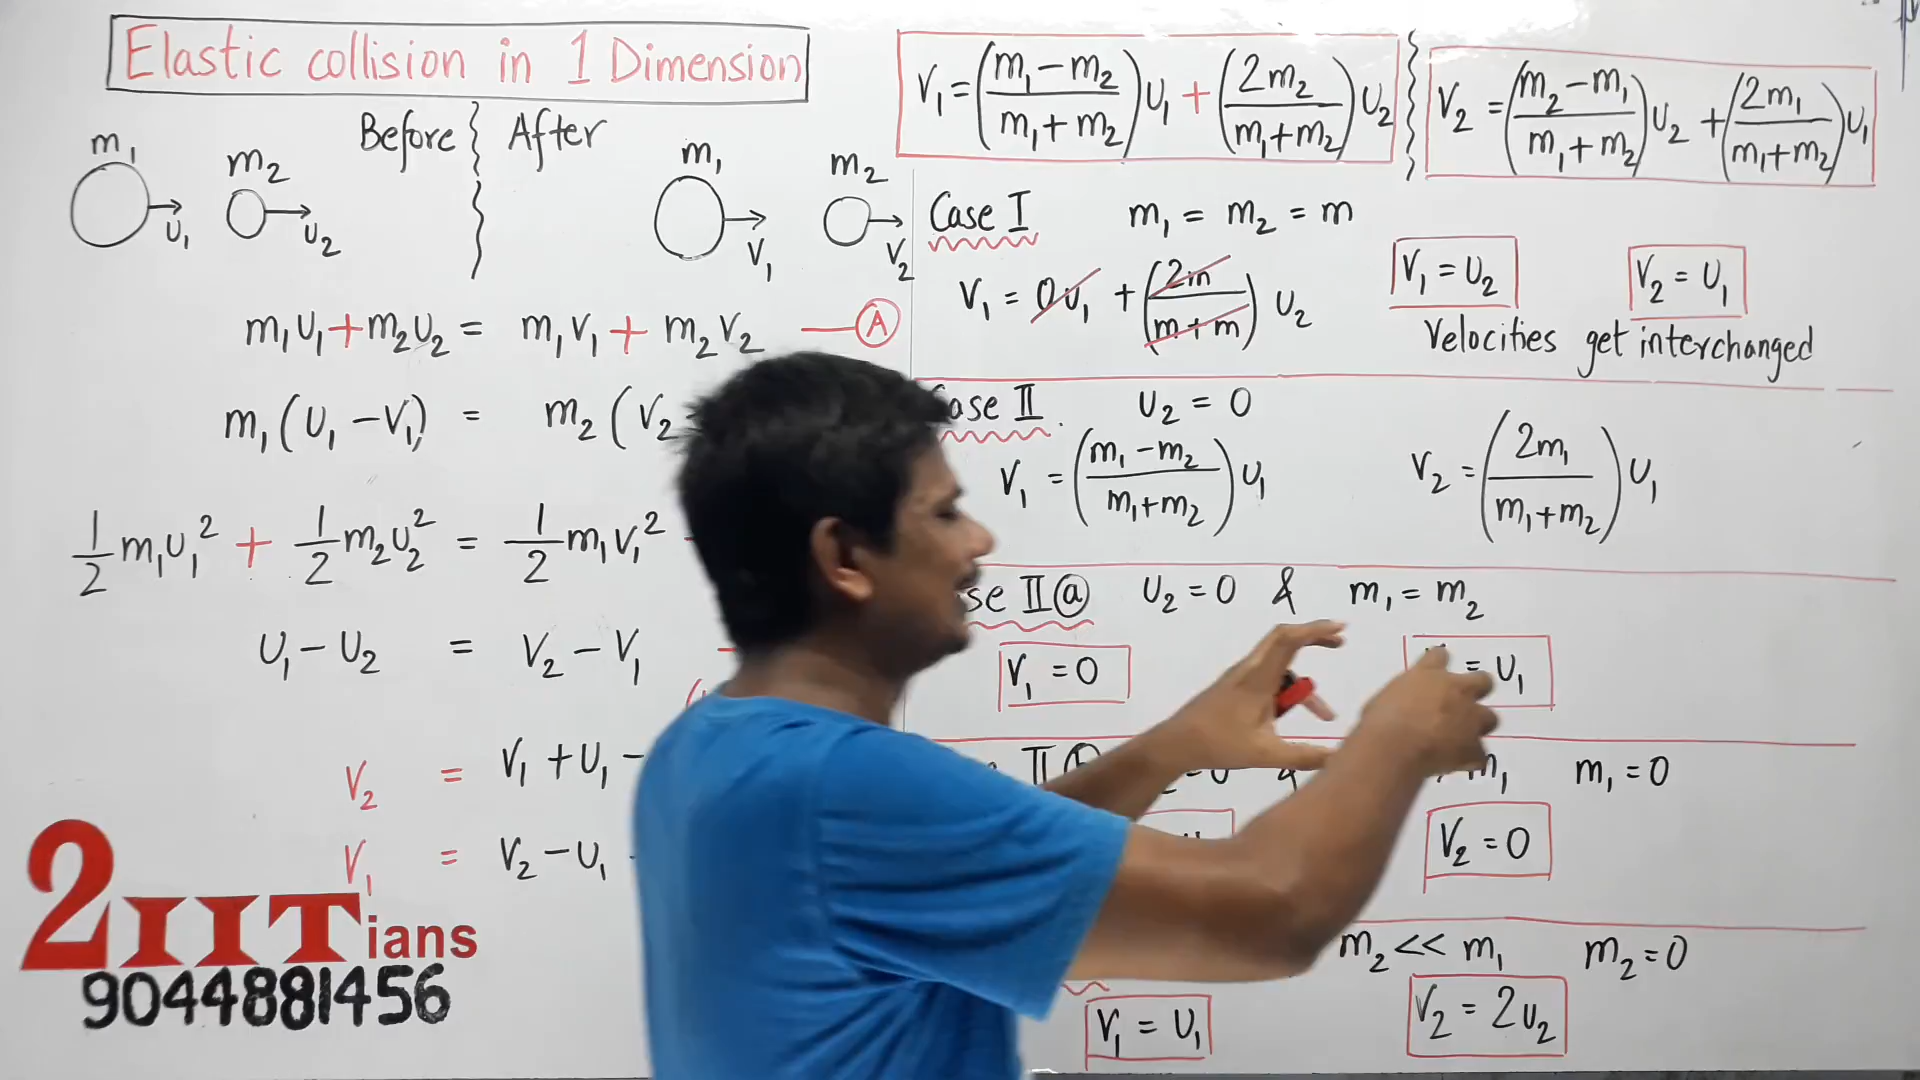 Elastic collision in 1 Dimension
Before After
m₁ m₂ m₁ m₂
U₁ U₂ V₁ V₂
m₁U₁+m₂U₂ = m₁V₁ + m₂V₂ — Ⓐ
m₁(U₁ - V₁) = m₂(V₂
1/2 m₁U₁² + 1/2 m₂U₂² = 1/2 m₁V₁²
U₁ - U₂ = V₂ - V₁
V₂ = V₁ + U₁ -
V₁ = V₂ - U₁
2IITians
9044881456
V₁ = ((m₁ - m₂)/(m₁ + m₂))U₁ + (2m₂/(m₁+m₂))U₂
V₂ = ((m₂ - m₁)/(m₁ + m₂))U₂ + (2m₁/(m₁+m₂))U₁
Case I m₁ = m₂ = m
V₁ = 0U₁ + (2m/(m+m)) U₂ V₁ = U₂ V₂ = U₁
Velocities get interchanged
Case II U₂ = 0
V₁ = ((m₁ - m₂)/(m₁+m₂))U₁ V₂ = (2m₁/(m₁+m₂))U₁
se II ⓐ U₂ = 0 & m₁ = m₂
V₁ = 0 = U₁
II m₁ m₁ = 0
V₂ = 0
m₂ << m₁ m₂ = 0
V₁ = U₁ V₂ = 2U₂